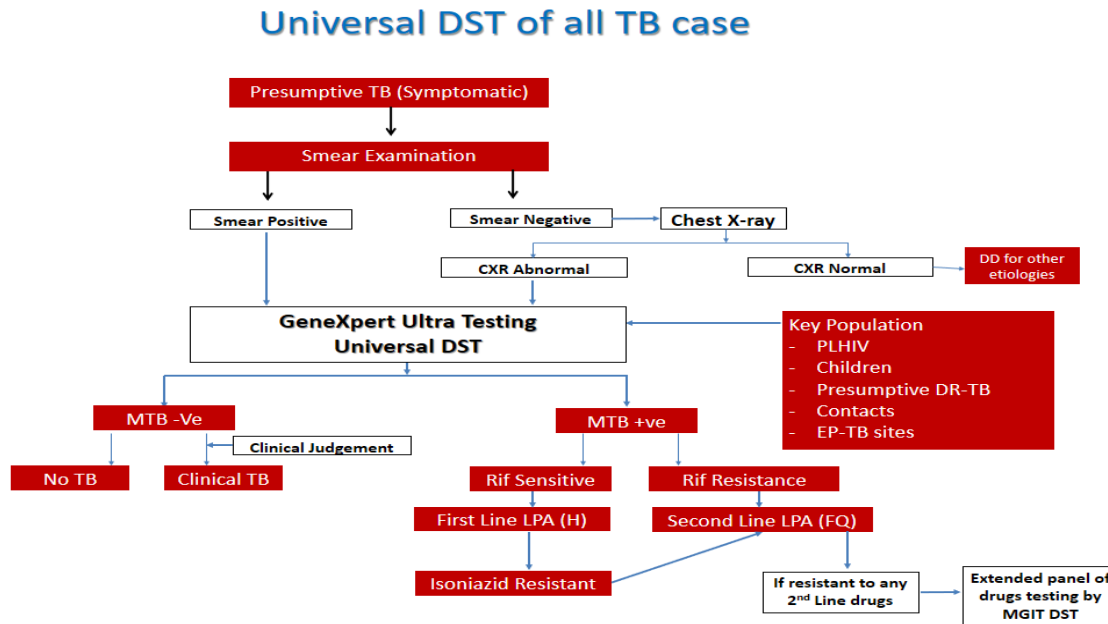 Universal DST of all TB case
Presumptive TB (Symptomatic)
Smear Examination
Smear Positive
Smear Negative
Chest X-ray
CXR Abnormal
CXR Normal
DD for other
etiologies
GeneXpert Ultra Testing
Universal DST
Key Population
- PLHIV
- Children
- Presumptive DR-TB
- Contacts
- EP-TB sites
MTB -Ve
MTB +ve
Clinical Judgement
No TB
Clinical TB
Rif Sensitive
Rif Resistance
First Line LPA (H)
Second Line LPA (FQ)
Isoniazid Resistant
If resistant to any
2nd Line drugs
Extended panel of
drugs testing by
MGIT DST